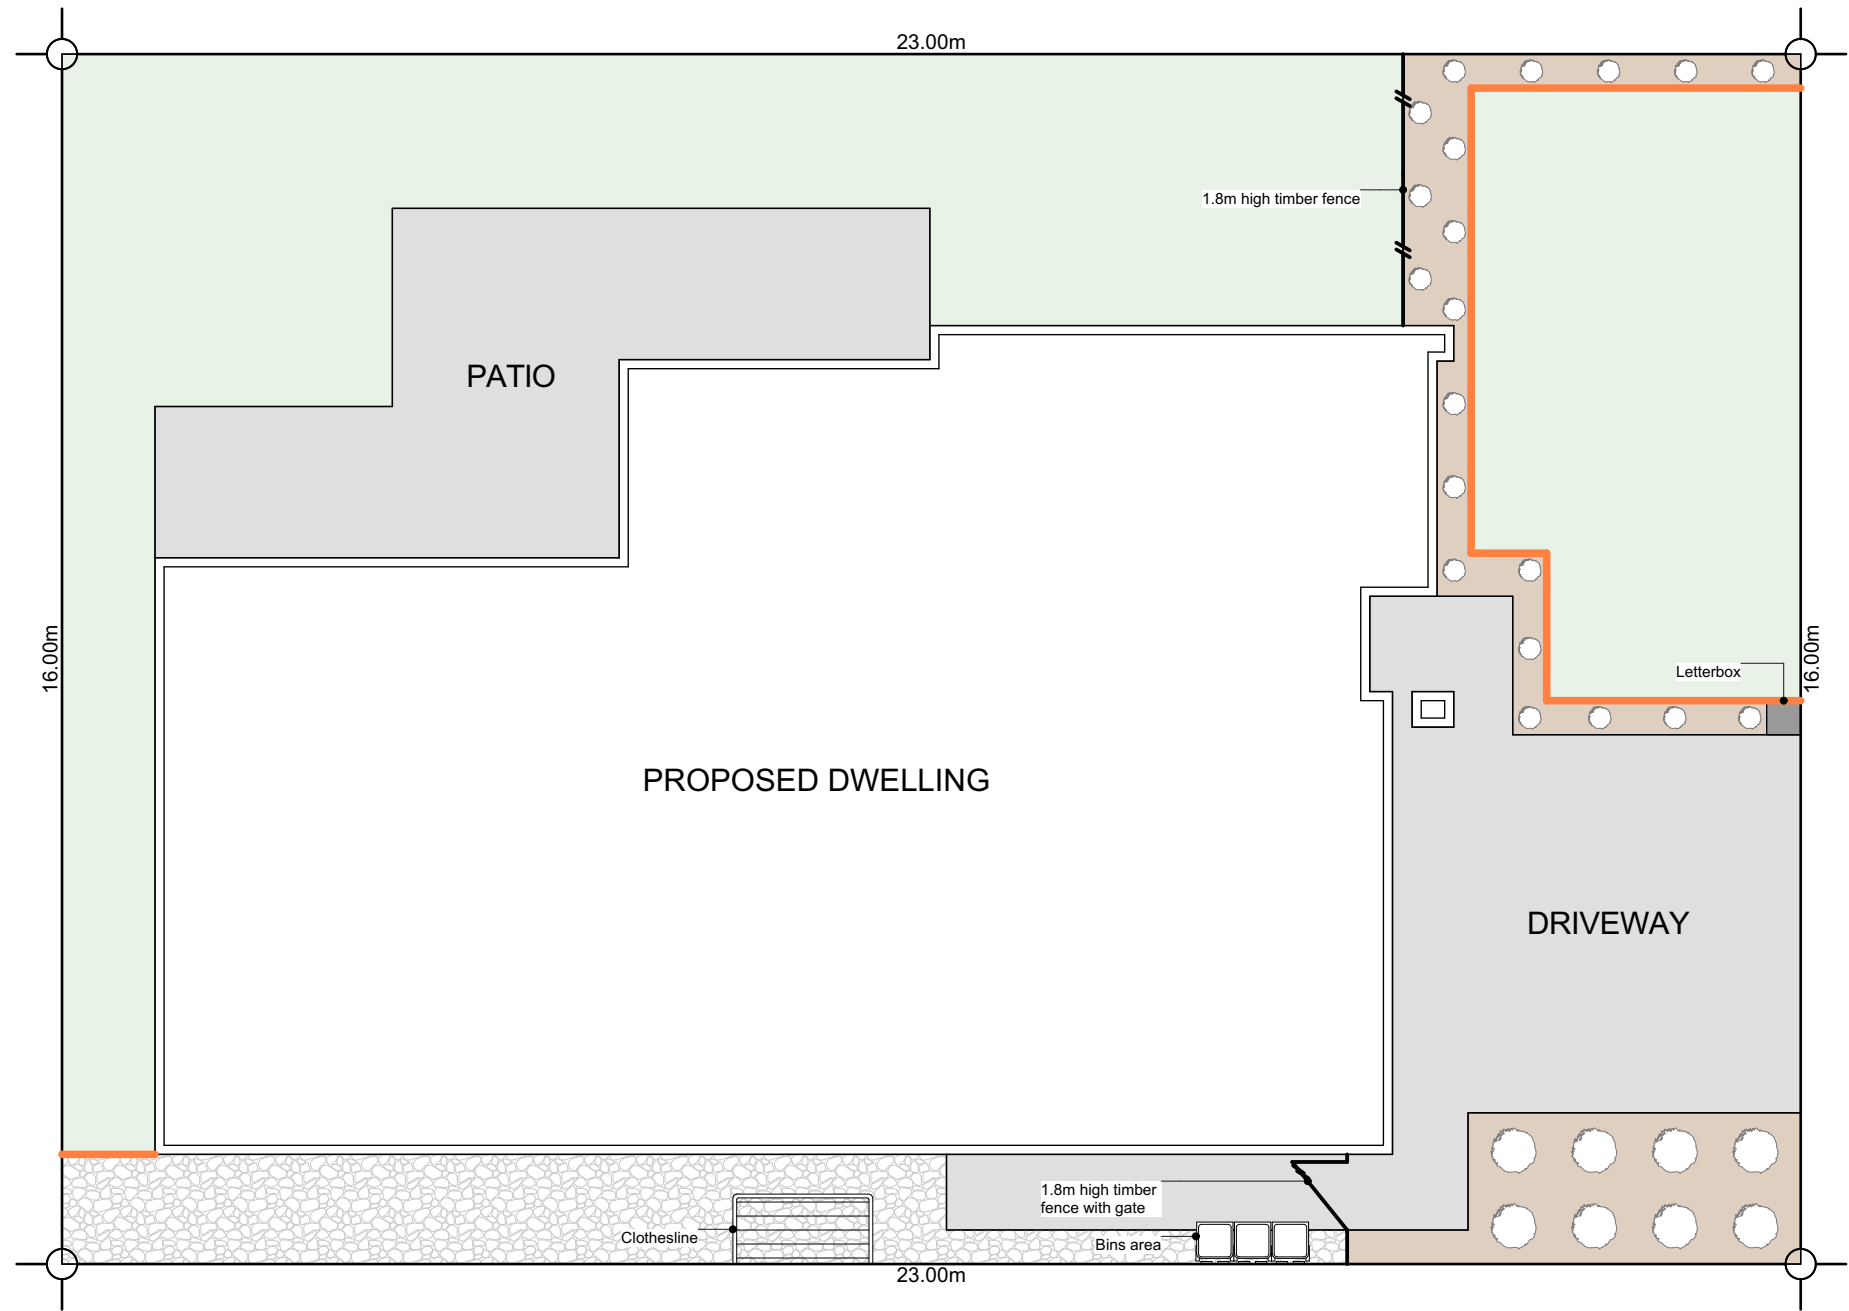 23.00m
1.8m high timber fence
PATIO
16.00m
16.00m
Letterbox
PROPOSED DWELLING
DRIVEWAY
1.8m high timber
fence with gate
Clothesline
Bins area
23.00m